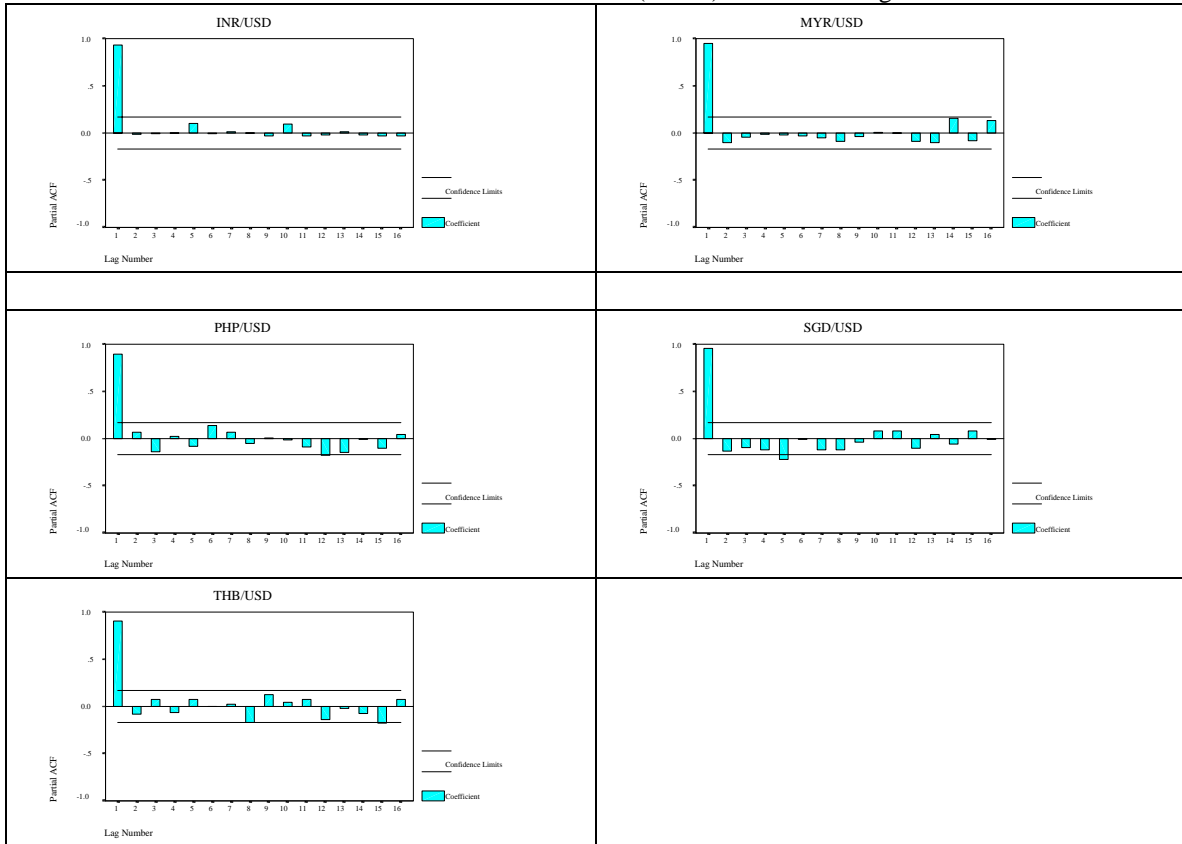 INR/USD
1.0
.5
0.0
-.5
-1.0
Partial ACF
1 2 3 4 5 6 7 8 9 10 11 12 13 14 15 16
Lag Number
Confidence Limits
Coefficient
MYR/USD
1.0
.5
0.0
-.5
-1.0
Partial ACF
1 2 3 4 5 6 7 8 9 10 11 12 13 14 15 16
Lag Number
Confidence Limits
Coefficient
PHP/USD
1.0
.5
0.0
-.5
-1.0
Partial ACF
1 2 3 4 5 6 7 8 9 10 11 12 13 14 15 16
Lag Number
Confidence Limits
Coefficient
SGD/USD
1.0
.5
0.0
-.5
-1.0
Partial ACF
1 2 3 4 5 6 7 8 9 10 11 12 13 14 15 16
Lag Number
Confidence Limits
Coefficient
THB/USD
1.0
.5
0.0
-.5
-1.0
Partial ACF
1 2 3 4 5 6 7 8 9 10 11 12 13 14 15 16
Lag Number
Confidence Limits
Coefficient